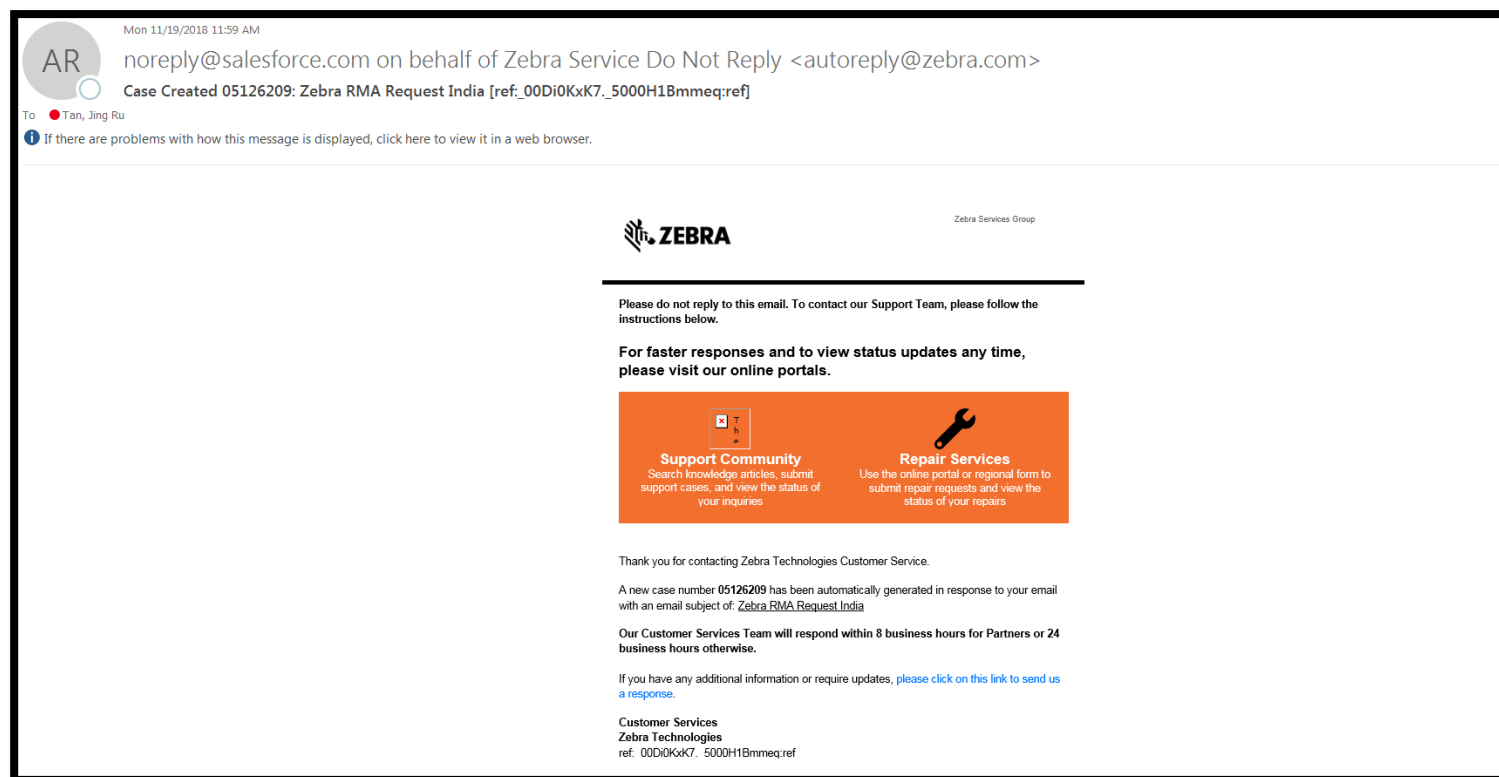 Mon 11/19/2018 11:59 AM
AR
noreply@salesforce.com on behalf of Zebra Service Do Not Reply <autoreply@zebra.com>
Case Created 05126209: Zebra RMA Request India [ref:_00Di0KxK7._5000H1Bmmeq:ref]
To Tan, Jing Ru
If there are problems with how this message is displayed, click here to view it in a web browser.
ZEBRA
Zebra Services Group
Please do not reply to this email. To contact our Support Team, please follow the
instructions below.
For faster responses and to view status updates any time,
please visit our online portals.
T
h
e
Support Community
Search knowledge articles, submit
support cases, and view the status of
your inquiries
Repair Services
Use the online portal or regional form to
submit repair requests and view the
status of your repairs
Thank you for contacting Zebra Technologies Customer Service.
A new case number 05126209 has been automatically generated in response to your email
with an email subject of: Zebra RMA Request India
Our Customer Services Team will respond within 8 business hours for Partners or 24
business hours otherwise.
If you have any additional information or require updates, please click on this link to send us
a response.
Customer Services
Zebra Technologies
ref:_00Di0KxK7._5000H1Bmmeq:ref